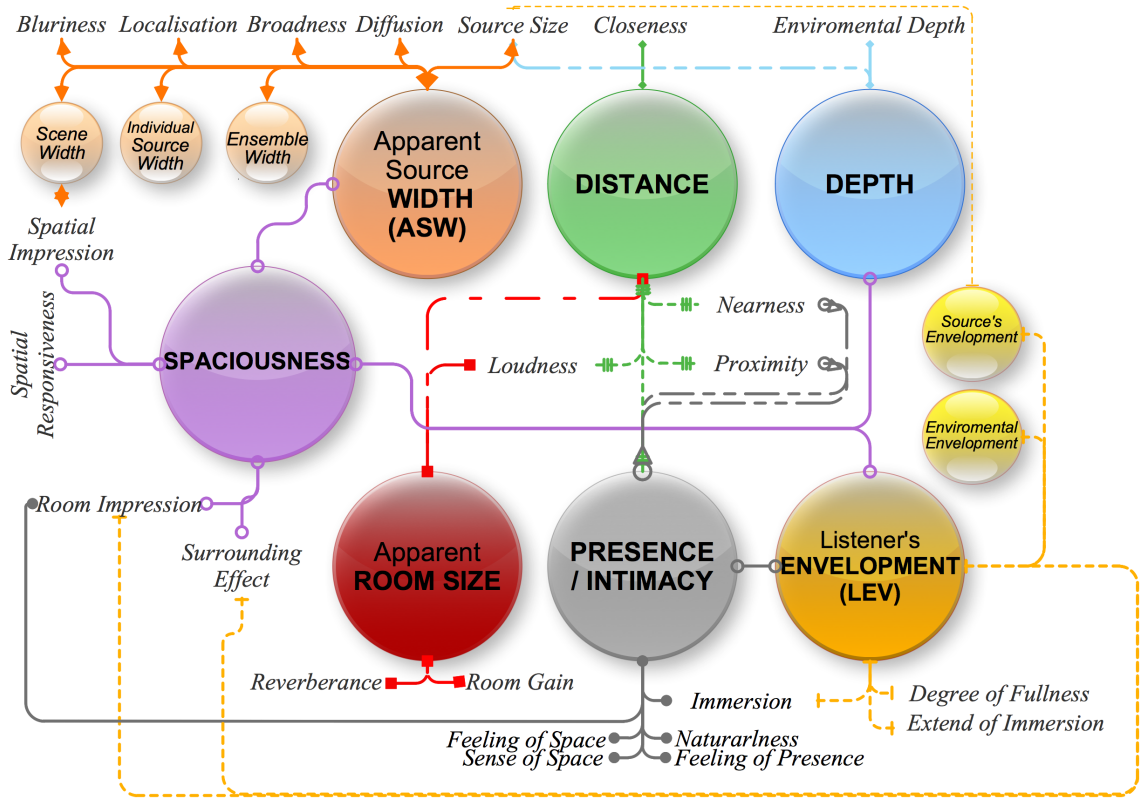 Bluriness
Localisation
Broadness
Diffusion
Source Size
Closeness
Enviromental Depth
Scene
Width
Individual
Source
Width
Ensemble
Width
Apparent
Source
WIDTH
(ASW)
DISTANCE
DEPTH
Spatial
Impression
Spatial
Responsiveness
SPACIOUSNESS
Nearness
Loudness
Proximity
Source's
Envelopment
Enviromental
Envelopment
Room Impression
Surrounding
Effect
Apparent
ROOM SIZE
PRESENCE
/ INTIMACY
Listener's
ENVELOPMENT
(LEV)
Reverberance
Room Gain
Immersion
Degree of Fullness
Extend of Immersion
Feeling of Space
Naturarlness
Sense of Space
Feeling of Presence